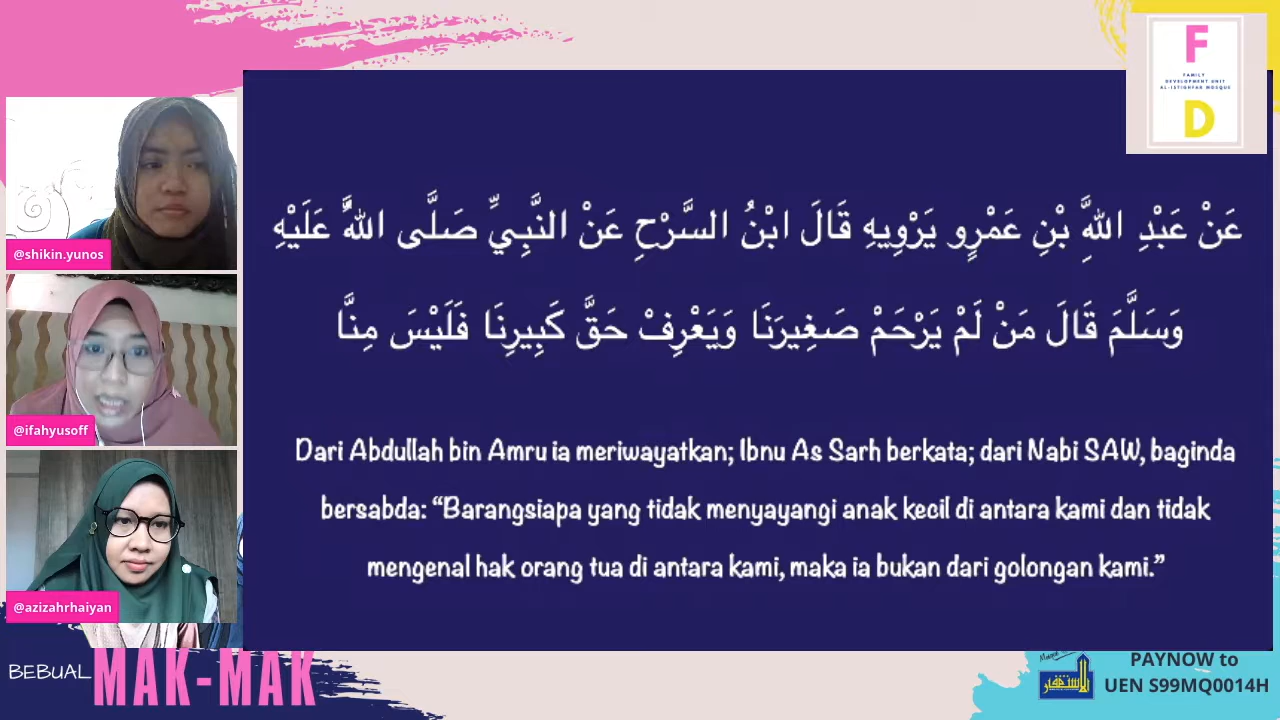 F
FAMILY
DEVELOPMENT UNIT
AL-ISTIGHFAR MOSQUE
D
عَنْ عَبْدِ اللهَّ بْنِ عَمْرٍو يَرْوِيهِ قَالَ ابْنُ السَّرْحِ عَنْ النَّبِيِّ صَلَّى اللهَُّ عَلَيْهِ
وَسَلَّمَ قَالَ مَنْ لَمْ يَرْحَمْ صَغِيرَنَا وَيَعْرِفْ حَقَّ كَبِيرِنَا فَلَيْسَ مِنَّا
Dari Abdullah bin Amru ia meriwayatkan; Ibnu As Sarh berkata; dari Nabi SAW, baginda
bersabda: “Barangsiapa yang tidak menyayangi anak kecil di antara kami dan tidak
mengenal hak orang tua di antara kami, maka ia bukan dari golongan kami.”
@shikin.yunos
@ifahyusoff
@azizahrhaiyan
BEBUAL MAK-MAK
PAYNOW to
UEN S99MQ0014H